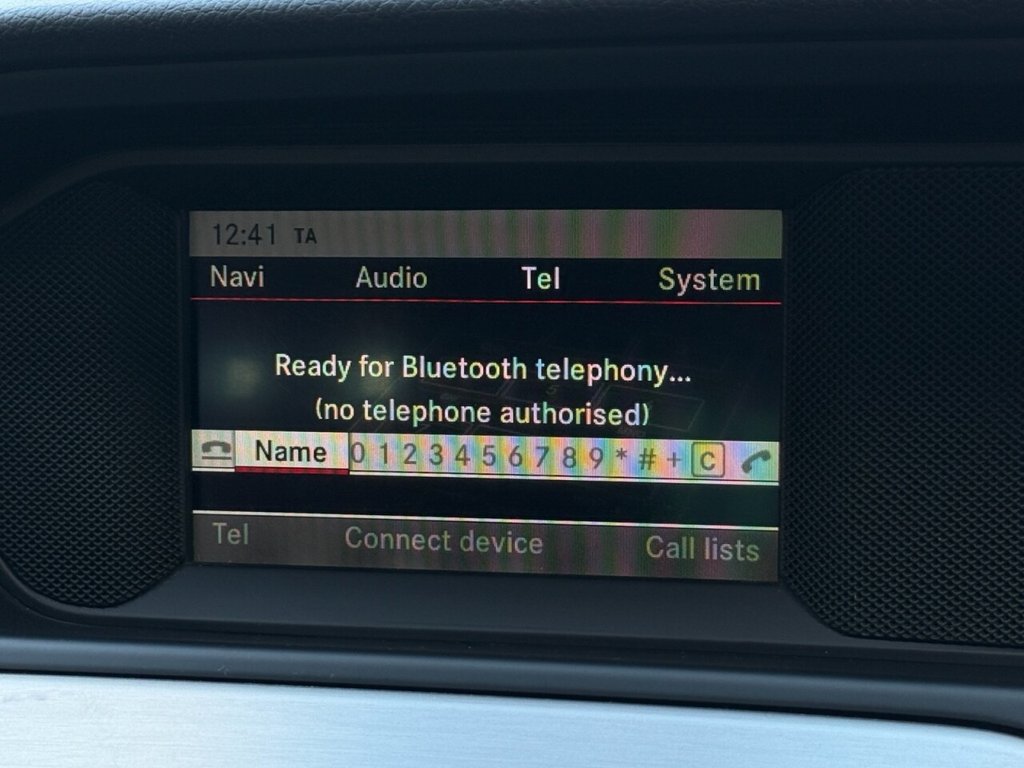 12:41 TA
Navi Audio Tel System
Ready for Bluetooth telephony...
(no telephone authorised)
Name 0 1 2 3 4 5 6 7 8 9 * # + C
Tel Connect device Call lists